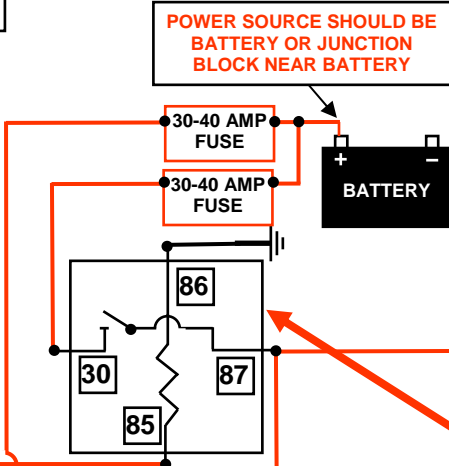 POWER SOURCE SHOULD BE
BATTERY OR JUNCTION
BLOCK NEAR BATTERY
30-40 AMP
FUSE
+ –
BATTERY
30-40 AMP
FUSE
86
30
87
85